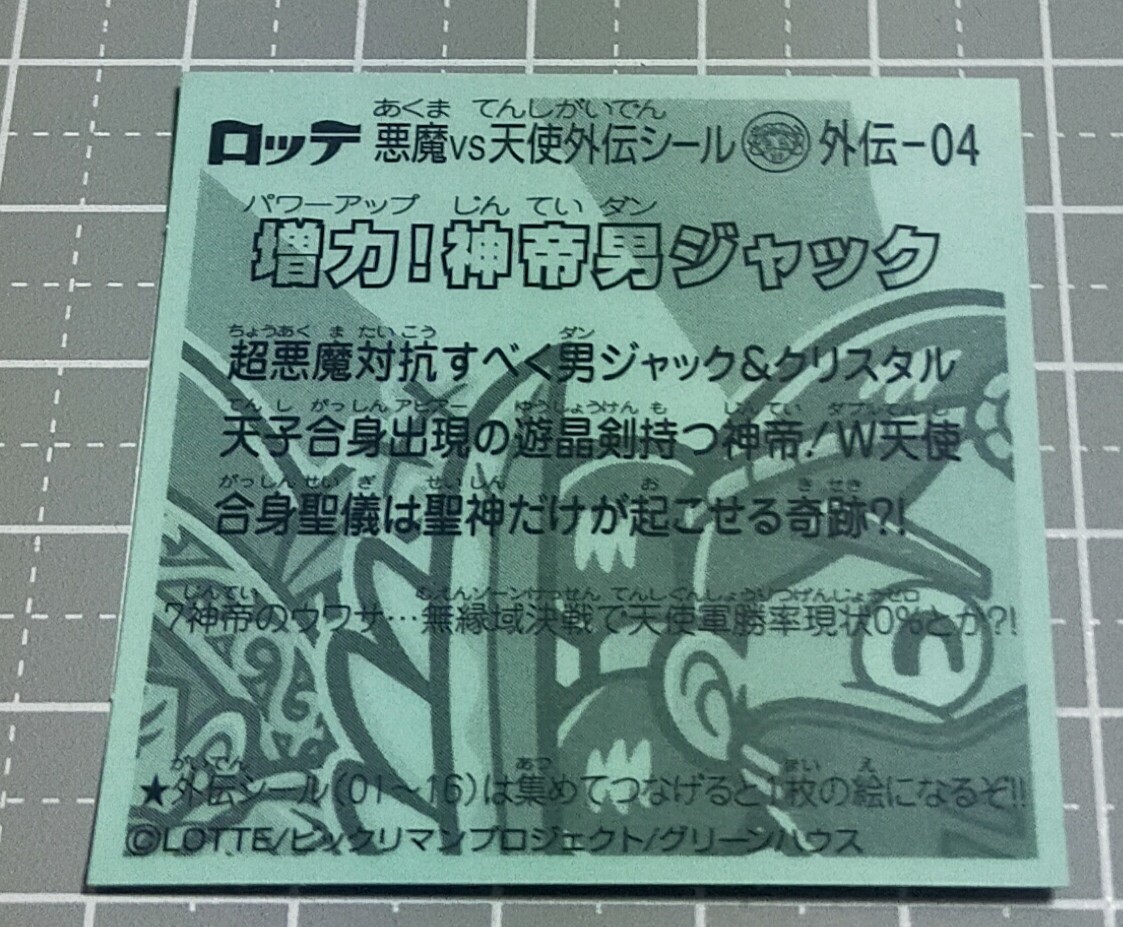 あくま てんしがいでん
ロッテ 悪魔VS天使外伝シール 外伝-04
パワーアップ じん てい ダン
増力!神帝男ジャック
ちょうあく ま たいこう ダン
超悪魔対抗すべく男ジャック&クリスタル
てんし がっしん アピアー ゆうしょうけん も じんてい ダブルてんし
天子合身出現の遊晶剣持つ神帝!W天使
がっしんせい ぎ せいしん お きせき
合身聖儀は聖神だけが起こせる奇跡?!
じんてい むえんゾーンけっせん てんしぐんしょうりつげんじょうゼロ
7神帝のウワサ…無縁域決戦で天使軍勝率現状0%とか?!
がいでん あつ まい え
★外伝シール(01〜16)は集めてつなげると1枚の絵になるぞ!!
©LOTTE/ビックリマンプロジェクト/グリーンハウス